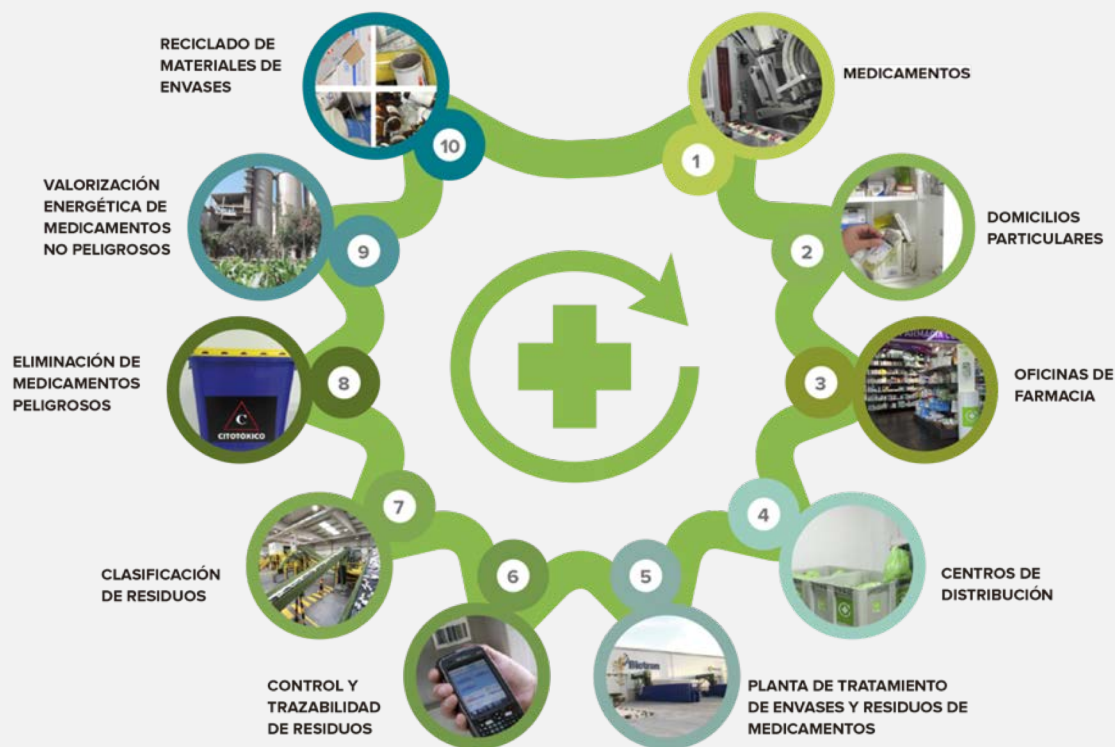 1
MEDICAMENTOS
2
DOMICILIOS
PARTICULARES
3
OFICINAS DE
FARMACIA
4
CENTROS DE
DISTRIBUCIÓN
5
Biotran
PLANTA DE TRATAMIENTO
DE ENVASES Y RESIDUOS DE
MEDICAMENTOS
6
CONTROL Y
TRAZABILIDAD
DE RESIDUOS
7
CLASIFICACIÓN
DE RESIDUOS
8
C
CITOTOXICO
ELIMINACIÓN DE
MEDICAMENTOS
PELIGROSOS
9
VALORIZACIÓN
ENERGÉTICA DE
MEDICAMENTOS
NO PELIGROSOS
10
RECICLADO DE
MATERIALES DE
ENVASES